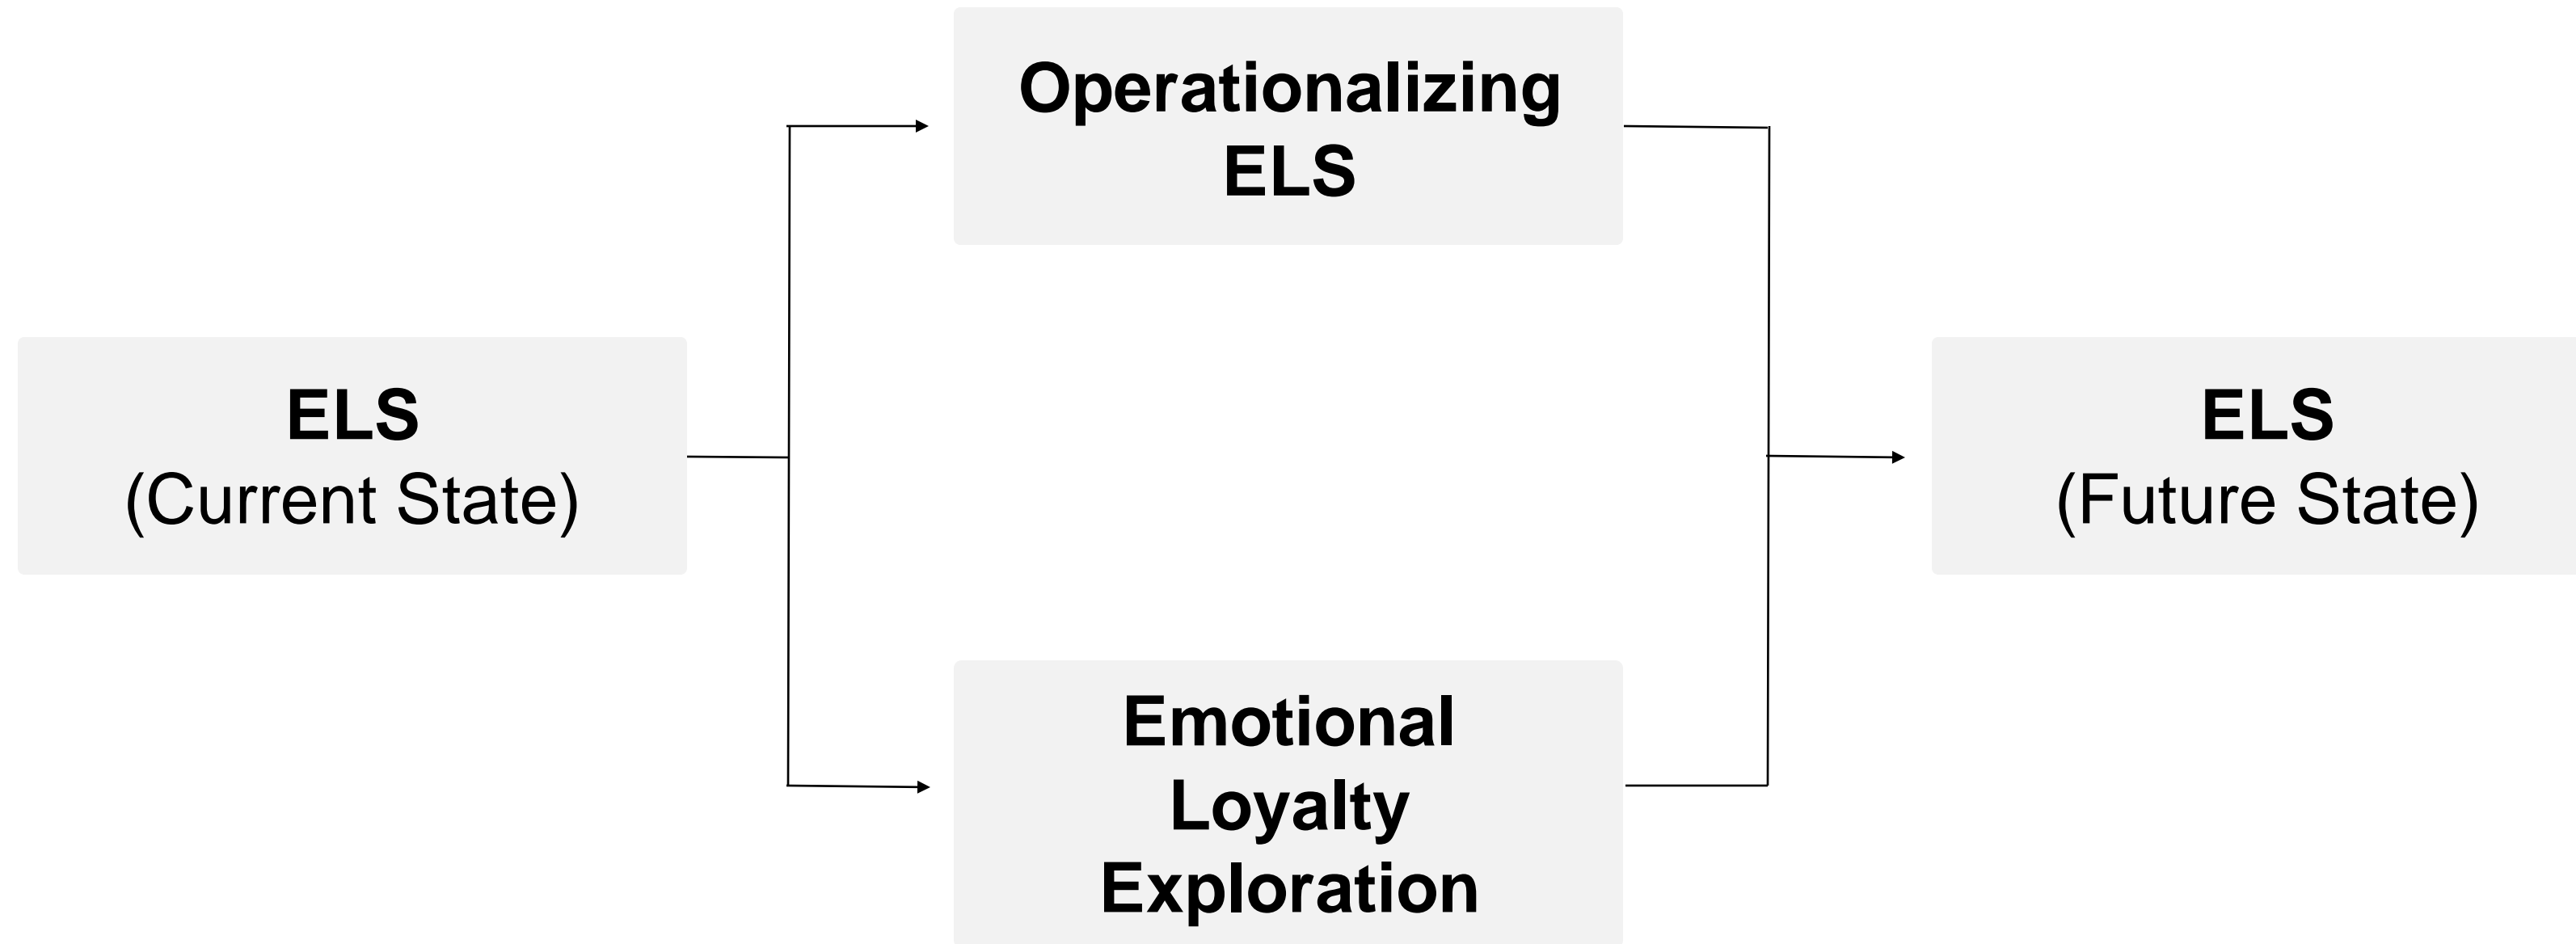 Operationalizing
ELS
ELS
(Current State)
ELS
(Future State)
Emotional
Loyalty
Exploration